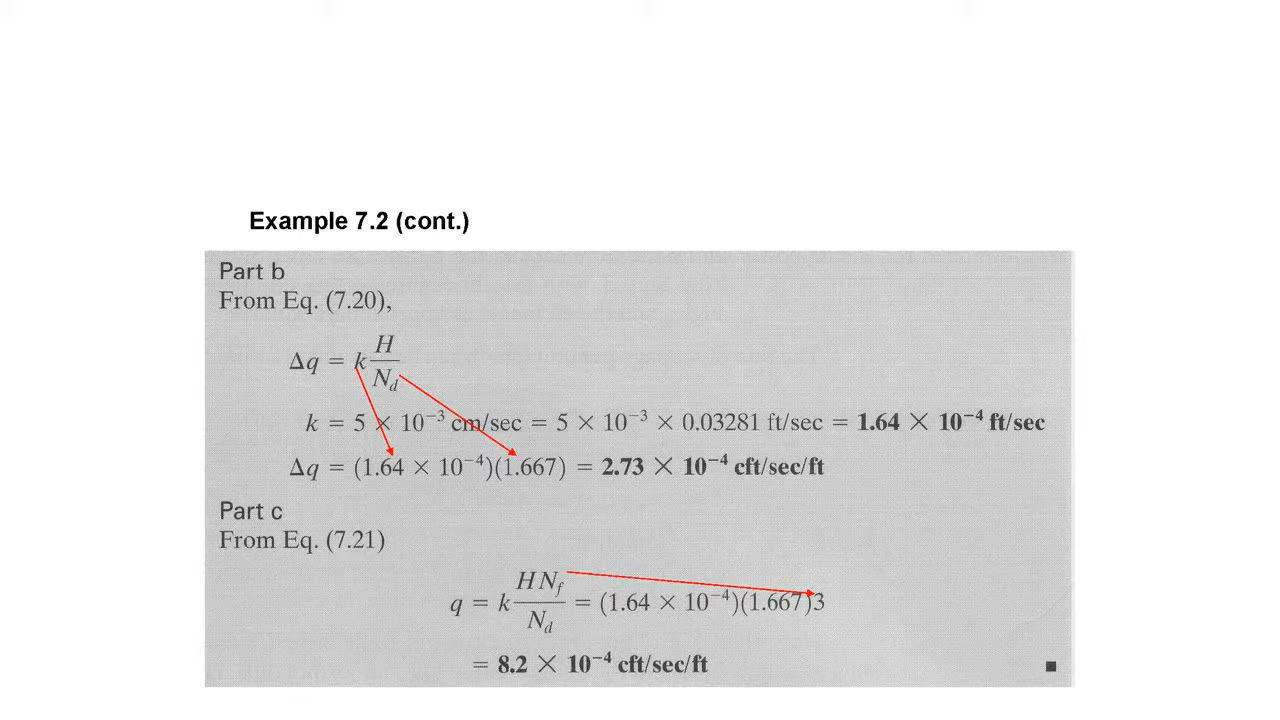 Example 7.2 (cont.)
Part b
From Eq. (7.20),
Δq = k H/N_d
k = 5 × 10⁻³ cm/sec = 5 × 10⁻³ × 0.03281 ft/sec = 1.64 × 10⁻⁴ ft/sec
Δq = (1.64 × 10⁻⁴)(1.667) = 2.73 × 10⁻⁴ cft/sec/ft
Part c
From Eq. (7.21)
q = k HN_f/N_d = (1.64 × 10⁻⁴)(1.667)3
= 8.2 × 10⁻⁴ cft/sec/ft